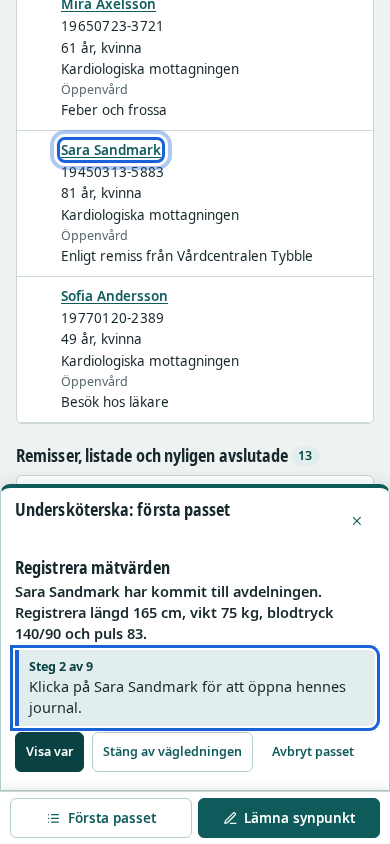 Mira Axelsson
19650723-3721
61 år, kvinna
Kardiologiska mottagningen
Öppenvård
Feber och frossa
Sara Sandmark
19450313-5883
81 år, kvinna
Kardiologiska mottagningen
Öppenvård
Enligt remiss från Vårdcentralen Tybble
Sofia Andersson
19770120-2389
49 år, kvinna
Kardiologiska mottagningen
Öppenvård
Besök hos läkare
Remisser, listade och nyligen avslutade 13
Undersköterska: första passet
Registrera mätvärden
Sara Sandmark har kommit till avdelningen.
Registrera längd 165 cm, vikt 75 kg, blodtryck
140/90 och puls 83.
Steg 2 av 9
Klicka på Sara Sandmark för att öppna hennes
journal.
Visa var Stäng av vägledningen Avbryt passet
Första passet Lämna synpunkt